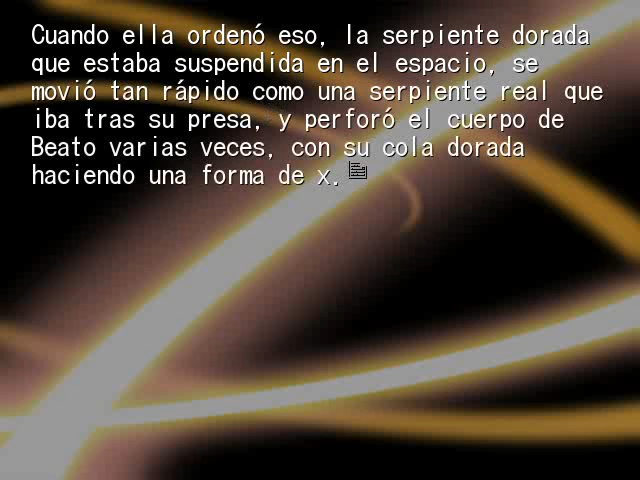 Cuando ella ordenó eso, la serpiente dorada
que estaba suspendida en el espacio, se
movió tan rápido como una serpiente real que
iba tras su presa, y perforó el cuerpo de
Beato varias veces, con su cola dorada
haciendo una forma de x.